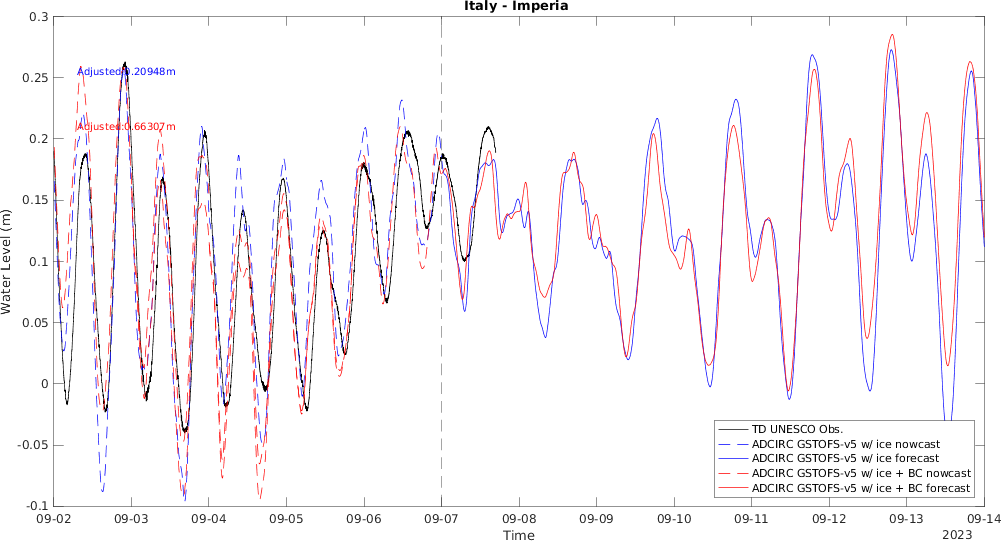 Italy - Imperia
Water Level (m)
0.3
0.25
0.2
0.15
0.1
0.05
0
-0.05
-0.1
Adjusted:0.20948m
Adjusted:0.66307m
TD UNESCO Obs.
ADCIRC GSTOFS-v5 w/ ice nowcast
ADCIRC GSTOFS-v5 w/ ice forecast
ADCIRC GSTOFS-v5 w/ ice + BC nowcast
ADCIRC GSTOFS-v5 w/ ice + BC forecast
09-02 09-03 09-04 09-05 09-06 09-07 09-08 09-09 09-10 09-11 09-12 09-13 09-14
Time
2023